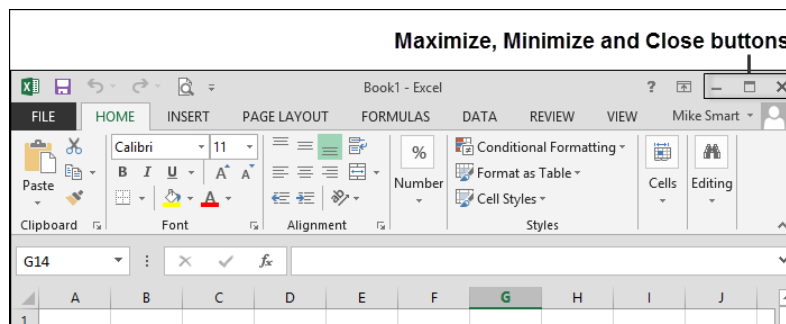 Maximize, Minimize and Close buttons
Book1 - Excel ?
FILE HOME INSERT PAGE LAYOUT FORMULAS DATA REVIEW VIEW Mike Smart
Calibri 11 % Conditional Formatting
B I U A A Format as Table
Paste Number Cells Editing
A Cell Styles
Clipboard Font Alignment Styles
G14 fx
A B C D E F G H I J
1